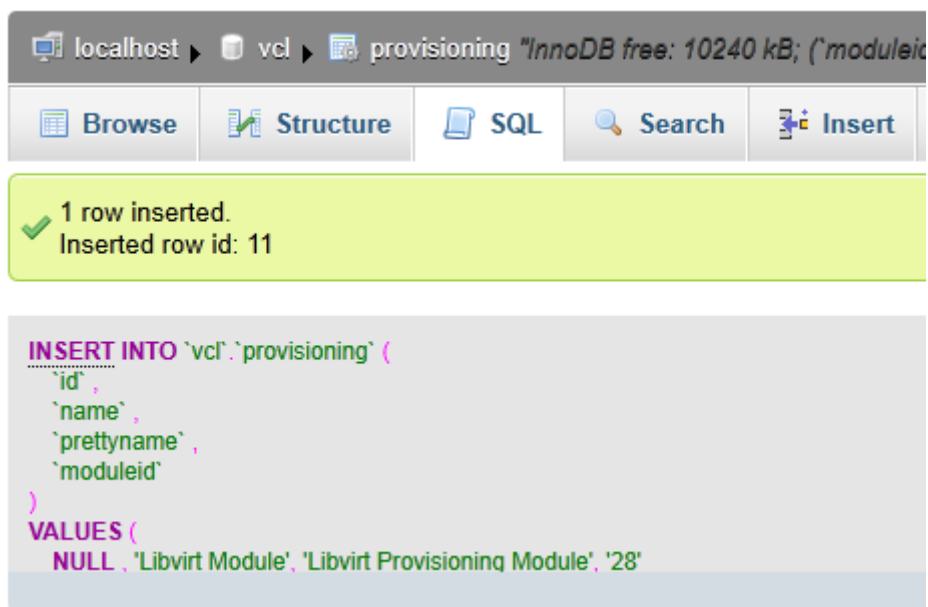 localhost vcl provisioning "InnoDB free: 10240 kB; (`moduleid
Browse Structure SQL Search Insert
1 row inserted.
Inserted row id: 11
INSERT INTO `vcl`.`provisioning` (
`id` ,
`name` ,
`prettyname` ,
`moduleid`
)
VALUES (
NULL , 'Libvirt Module', 'Libvirt Provisioning Module', '28'